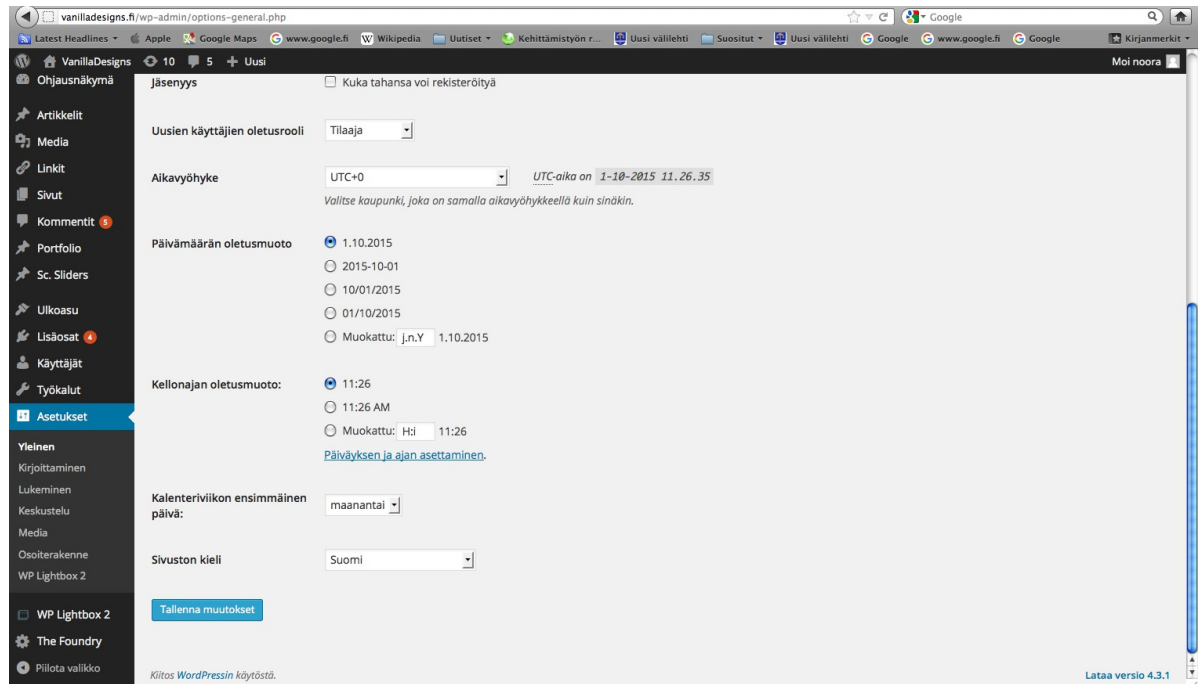 vanilladesigns.fi/wp-admin/options-general.php
Google
Latest Headlines
Apple
Google Maps
www.google.fi
Wikipedia
Uutiset
Kehittämistyön r...
Uusi välilehti
Suositut
Uusi välilehti
Google
www.google.fi
Google
Kirjanmerkit
VanillaDesigns
10
5
Uusi
Moi noora
Ohjausnäkymä
Artikkelit
Media
Linkit
Sivut
Kommentit 5
Portfolio
Sc. Sliders
Ulkoasu
Lisäosat 4
Käyttäjät
Työkalut
Asetukset
Yleinen
Kirjoittaminen
Lukeminen
Keskustelu
Media
Osoiterakenne
WP Lightbox 2
WP Lightbox 2
The Foundry
Piilota valikko
Jäsenyys
Kuka tahansa voi rekisteröityä
Uusien käyttäjien oletusrooli
Tilaaja
Aikavyöhyke
UTC+0
UTC-aika on 1-10-2015 11.26.35
Valitse kaupunki, joka on samalla aikavyöhykkeellä kuin sinäkin.
Päivämäärän oletusmuoto
1.10.2015
2015-10-01
10/01/2015
01/10/2015
Muokattu: j.n.Y 1.10.2015
Kellonajan oletusmuoto:
11:26
11:26 AM
Muokattu: H:i 11:26
Päiväyksen ja ajan asettaminen.
Kalenteriviikon ensimmäinen
päivä:
maanantai
Sivuston kieli
Suomi
Tallenna muutokset
Kiitos WordPressin käytöstä.
Lataa versio 4.3.1